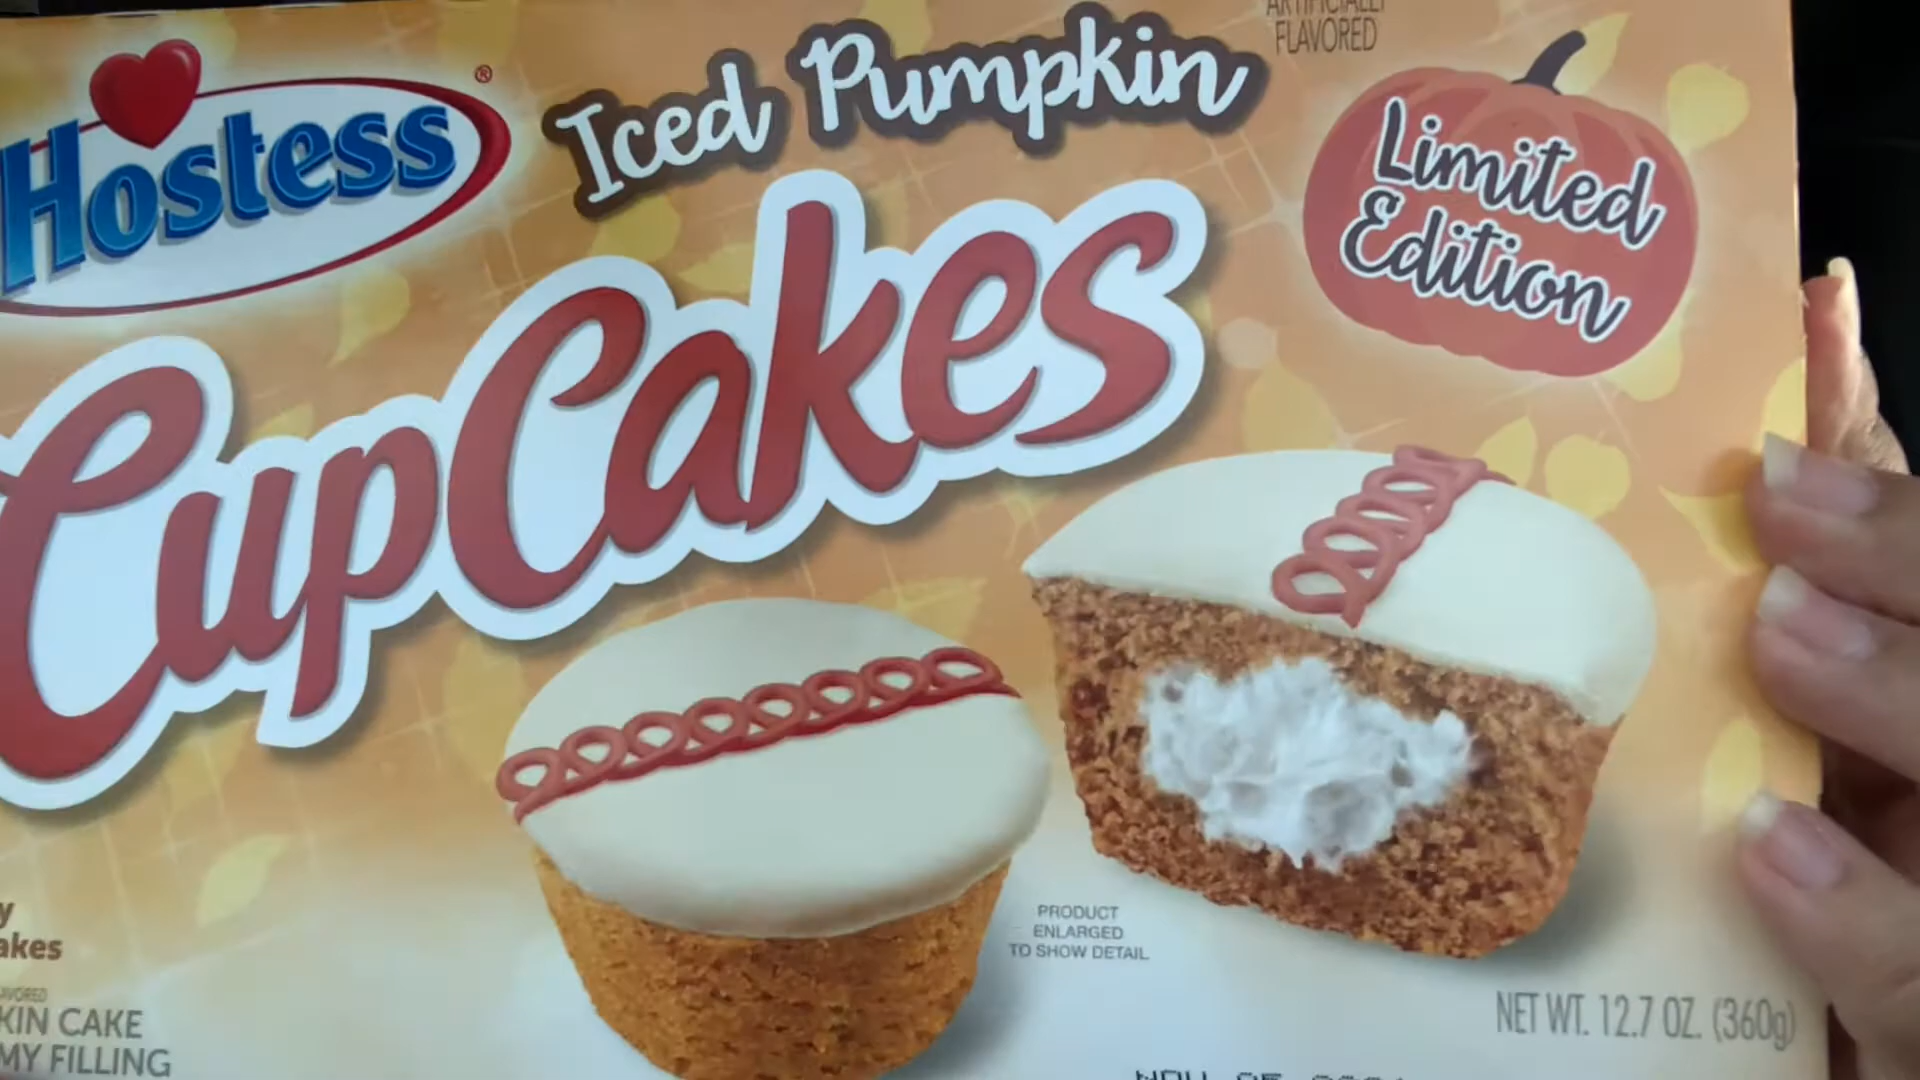 ARTIFICIALLY
FLAVORED
Hostess®
Iced Pumpkin
CupCakes
Limited
Edition
PRODUCT
ENLARGED
TO SHOW DETAIL
y
akes
KIN CAKE
MY FILLING
NET WT. 12.7 OZ. (360g)